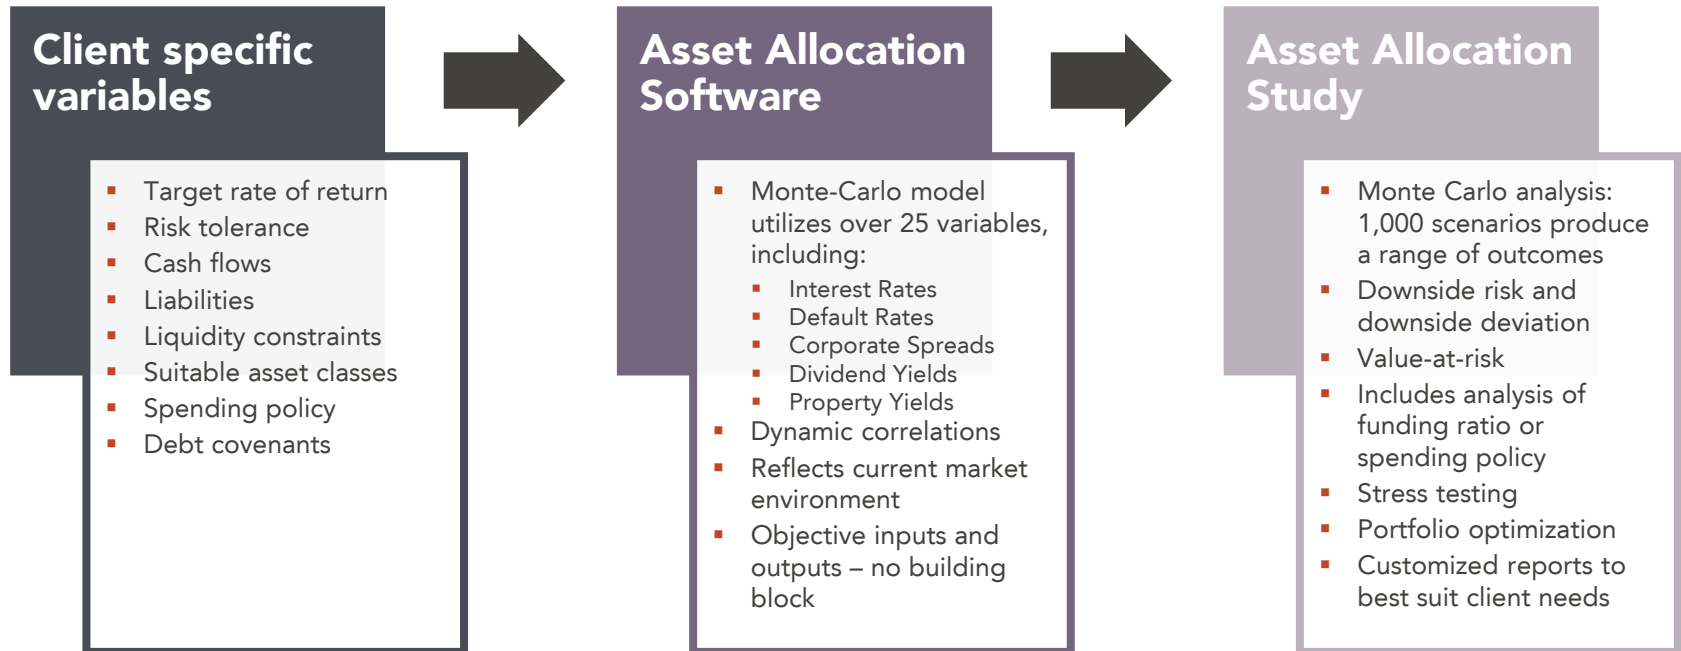 Client specific
variables
▪ Target rate of return
▪ Risk tolerance
▪ Cash flows
▪ Liabilities
▪ Liquidity constraints
▪ Suitable asset classes
▪ Spending policy
▪ Debt covenants
Asset Allocation
Software
▪ Monte-Carlo model
utilizes over 25 variables,
including:
▪ Interest Rates
▪ Default Rates
▪ Corporate Spreads
▪ Dividend Yields
▪ Property Yields
▪ Dynamic correlations
▪ Reflects current market
environment
▪ Objective inputs and
outputs – no building
block
Asset Allocation
Study
▪ Monte Carlo analysis:
1,000 scenarios produce
a range of outcomes
▪ Downside risk and
downside deviation
▪ Value-at-risk
▪ Includes analysis of
funding ratio or
spending policy
▪ Stress testing
▪ Portfolio optimization
▪ Customized reports to
best suit client needs